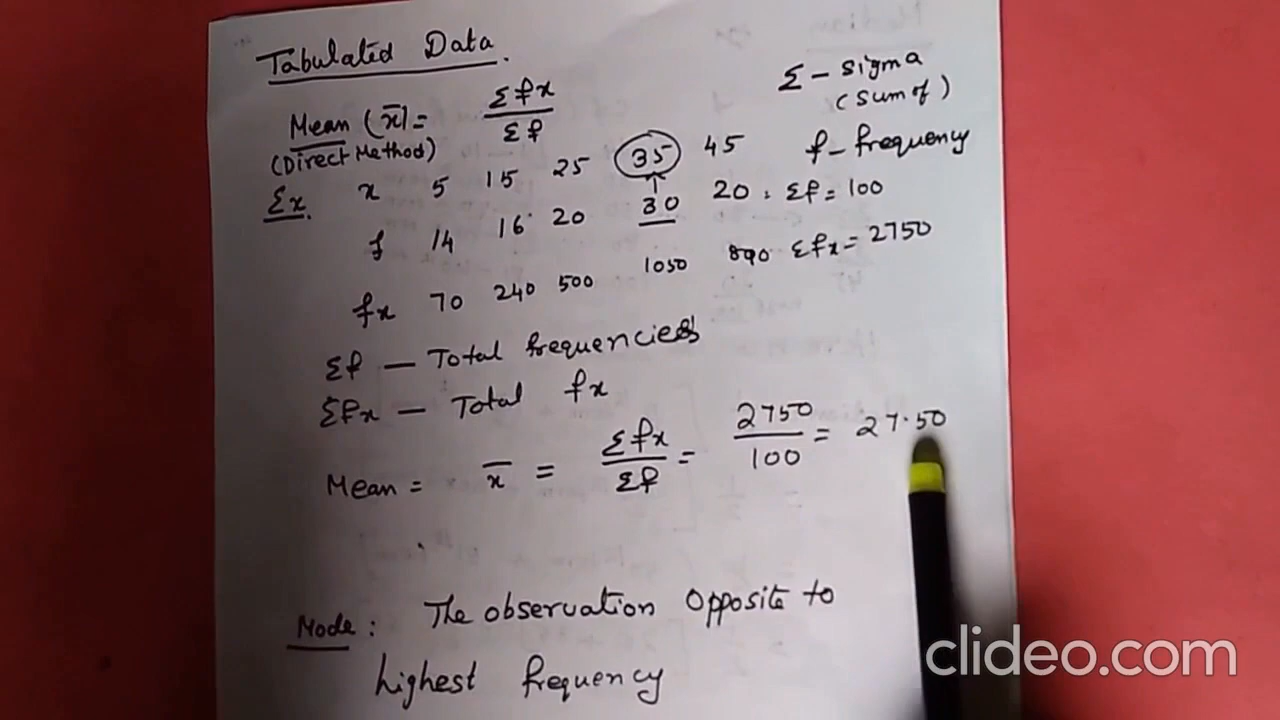 Tabulated Data.
Σ - sigma
(sum of)
Mean (x̄) = Σfx / Σf
(Direct Method)
f - frequency
Ex. x 5 15 25 35 45
f 14 16 20 30 20 . Σf = 100
fx 70 240 500 1050 890 Σfx = 2750
Σf — Total frequencies
Σfx — Total fx
Mean = x̄ = Σfx / Σf = 2750 / 100 = 27.50
Mode : The observation opposite to
highest frequency
clideo.com